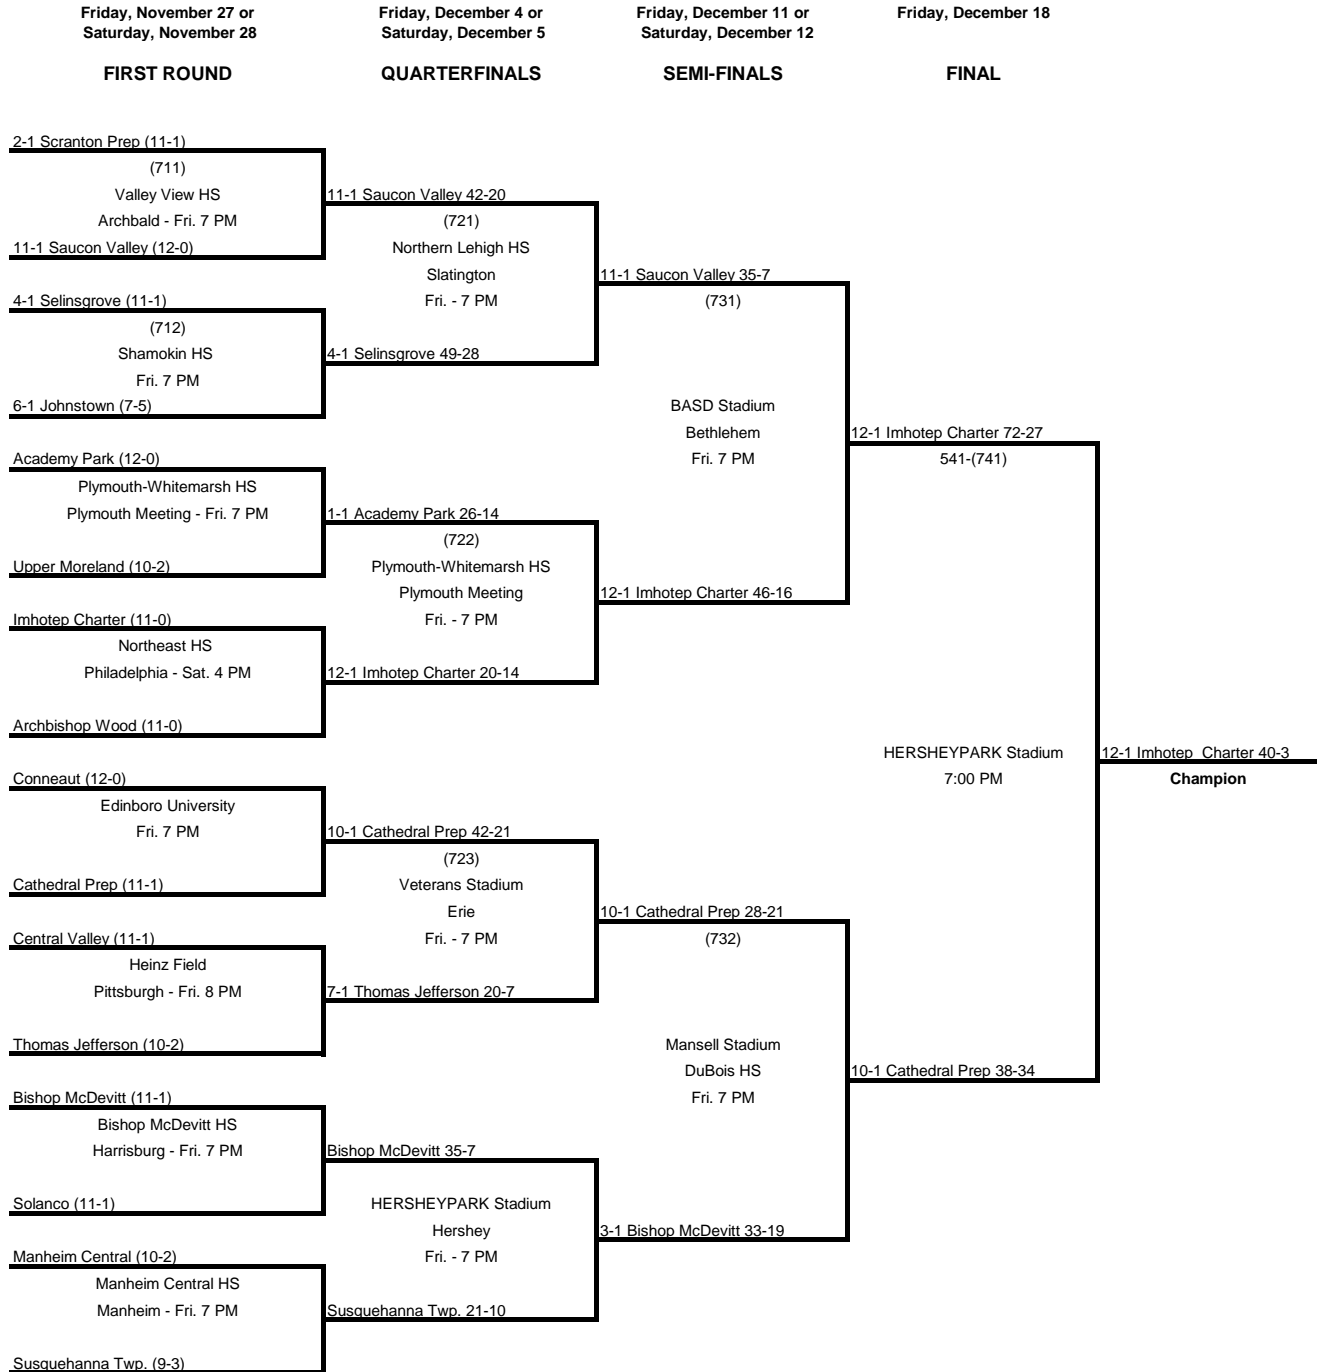 Friday, November 27 or
Saturday, November 28
Friday, December 4 or
Saturday, December 5
Friday, December 11 or
Saturday, December 12
Friday, December 18
FIRST ROUND
QUARTERFINALS
SEMI-FINALS
FINAL
2-1 Scranton Prep (11-1)
(711)
Valley View HS
Archbald - Fri. 7 PM
11-1 Saucon Valley (12-0)
4-1 Selinsgrove (11-1)
(712)
Shamokin HS
Fri. 7 PM
6-1 Johnstown (7-5)
Academy Park (12-0)
Plymouth-Whitemarsh HS
Plymouth Meeting - Fri. 7 PM
Upper Moreland (10-2)
Imhotep Charter (11-0)
Northeast HS
Philadelphia - Sat. 4 PM
Archbishop Wood (11-0)
Conneaut (12-0)
Edinboro University
Fri. 7 PM
Cathedral Prep (11-1)
Central Valley (11-1)
Heinz Field
Pittsburgh - Fri. 8 PM
Thomas Jefferson (10-2)
Bishop McDevitt (11-1)
Bishop McDevitt HS
Harrisburg - Fri. 7 PM
Solanco (11-1)
Manheim Central (10-2)
Manheim Central HS
Manheim - Fri. 7 PM
Susquehanna Twp. (9-3)
11-1 Saucon Valley 42-20
(721)
Northern Lehigh HS
Slatington
Fri. - 7 PM
4-1 Selinsgrove 49-28
1-1 Academy Park 26-14
(722)
Plymouth-Whitemarsh HS
Plymouth Meeting
Fri. - 7 PM
12-1 Imhotep Charter 20-14
10-1 Cathedral Prep 42-21
(723)
Veterans Stadium
Erie
Fri. - 7 PM
7-1 Thomas Jefferson 20-7
Bishop McDevitt 35-7
HERSHEYPARK Stadium
Hershey
Fri. - 7 PM
Susquehanna Twp. 21-10
11-1 Saucon Valley 35-7
(731)
BASD Stadium
Bethlehem
Fri. 7 PM
12-1 Imhotep Charter 46-16
10-1 Cathedral Prep 28-21
(732)
Mansell Stadium
DuBois HS
Fri. 7 PM
3-1 Bishop McDevitt 33-19
12-1 Imhotep Charter 72-27
541-(741)
HERSHEYPARK Stadium
7:00 PM
10-1 Cathedral Prep 38-34
12-1 Imhotep  Charter 40-3
Champion